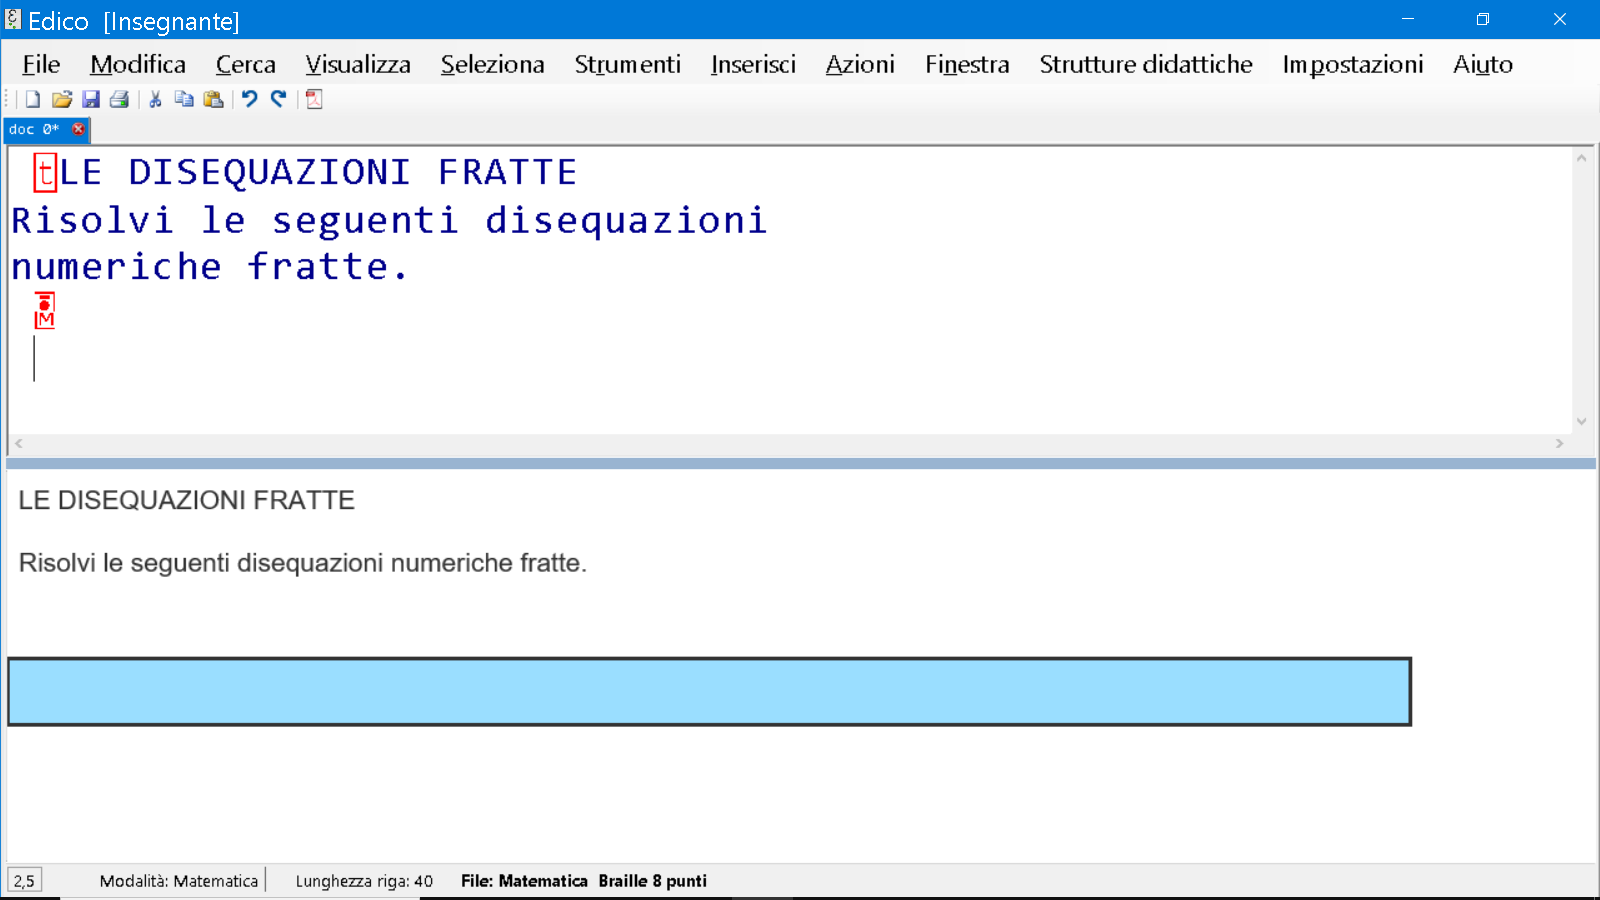 Edico [Insegnante]
File Modifica Cerca Visualizza Seleziona Strumenti Inserisci Azioni Finestra Strutture didattiche Impostazioni Aiuto
doc 0*
tLE DISEQUAZIONI FRATTE
Risolvi le seguenti disequazioni
numeriche fratte.
M
LE DISEQUAZIONI FRATTE
Risolvi le seguenti disequazioni numeriche fratte.
2,5 Modalità: Matematica Lunghezza riga: 40 File: Matematica Braille 8 punti